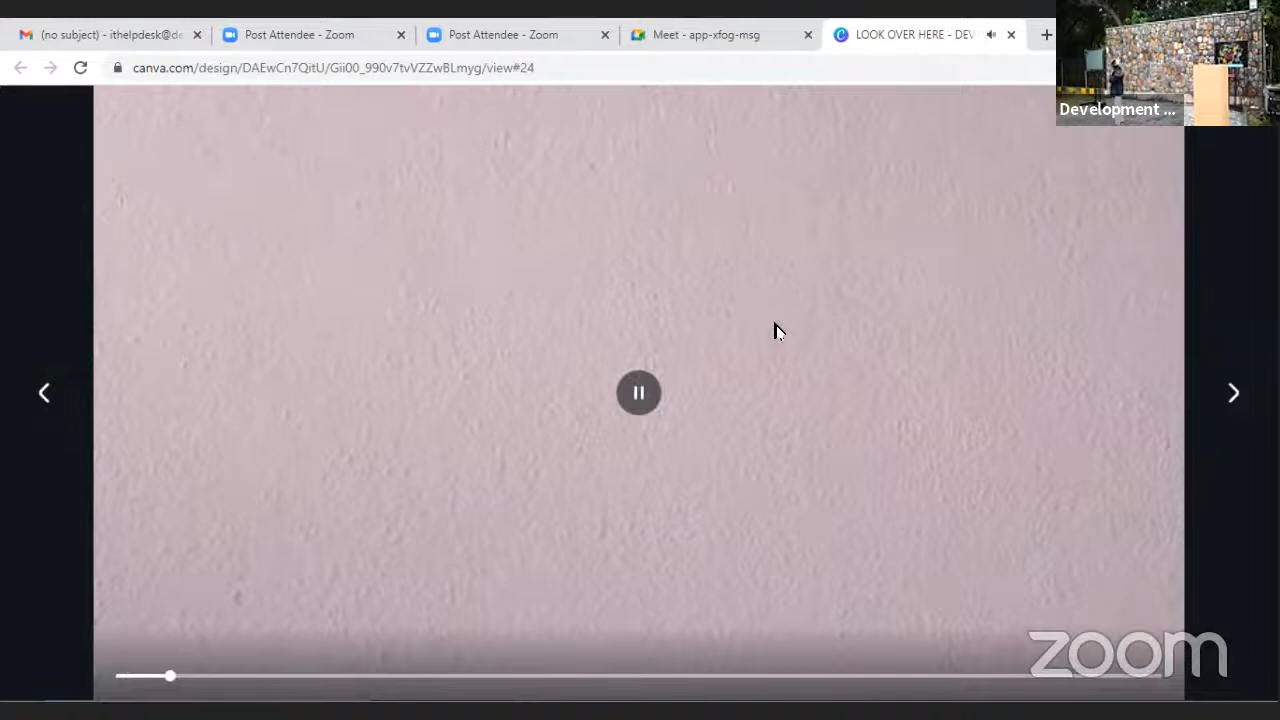 (no subject) - ithelpdesk@de
Post Attendee - Zoom
Post Attendee - Zoom
Meet - app-xfog-msg
LOOK OVER HERE - DEV
canva.com/design/DAEwCn7QitU/Gii00_990v7tvVZZwBLmyg/view#24
Development ...
zoom